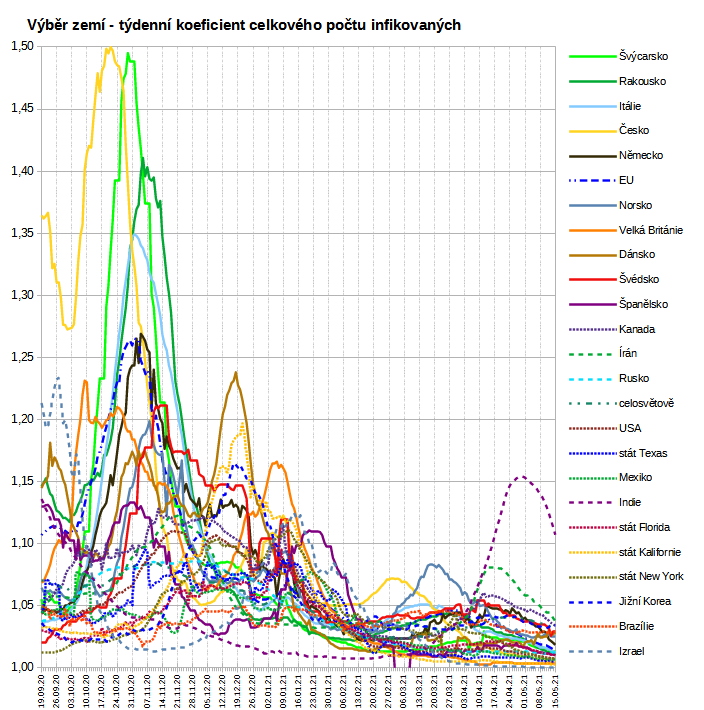 Výběr zemí - týdenní koeficient celkového počtu infikovaných
1,50
1,45
1,40
1,35
1,30
1,25
1,20
1,15
1,10
1,05
1,00
19.09.20
26.09.20
03.10.20
10.10.20
17.10.20
24.10.20
31.10.20
07.11.20
14.11.20
21.11.20
28.11.20
05.12.20
12.12.20
19.12.20
26.12.20
02.01.21
09.01.21
16.01.21
23.01.21
30.01.21
06.02.21
13.02.21
20.02.21
27.02.21
06.03.21
13.03.21
20.03.21
27.03.21
03.04.21
10.04.21
17.04.21
24.04.21
01.05.21
08.05.21
15.05.21
Švýcarsko
Rakousko
Itálie
Česko
Německo
EU
Norsko
Velká Británie
Dánsko
Švédsko
Španělsko
Kanada
Írán
Rusko
celosvětově
USA
stát Texas
Mexiko
Indie
stát Florida
stát Kalifornie
stát New York
Jižní Korea
Brazílie
Izrael